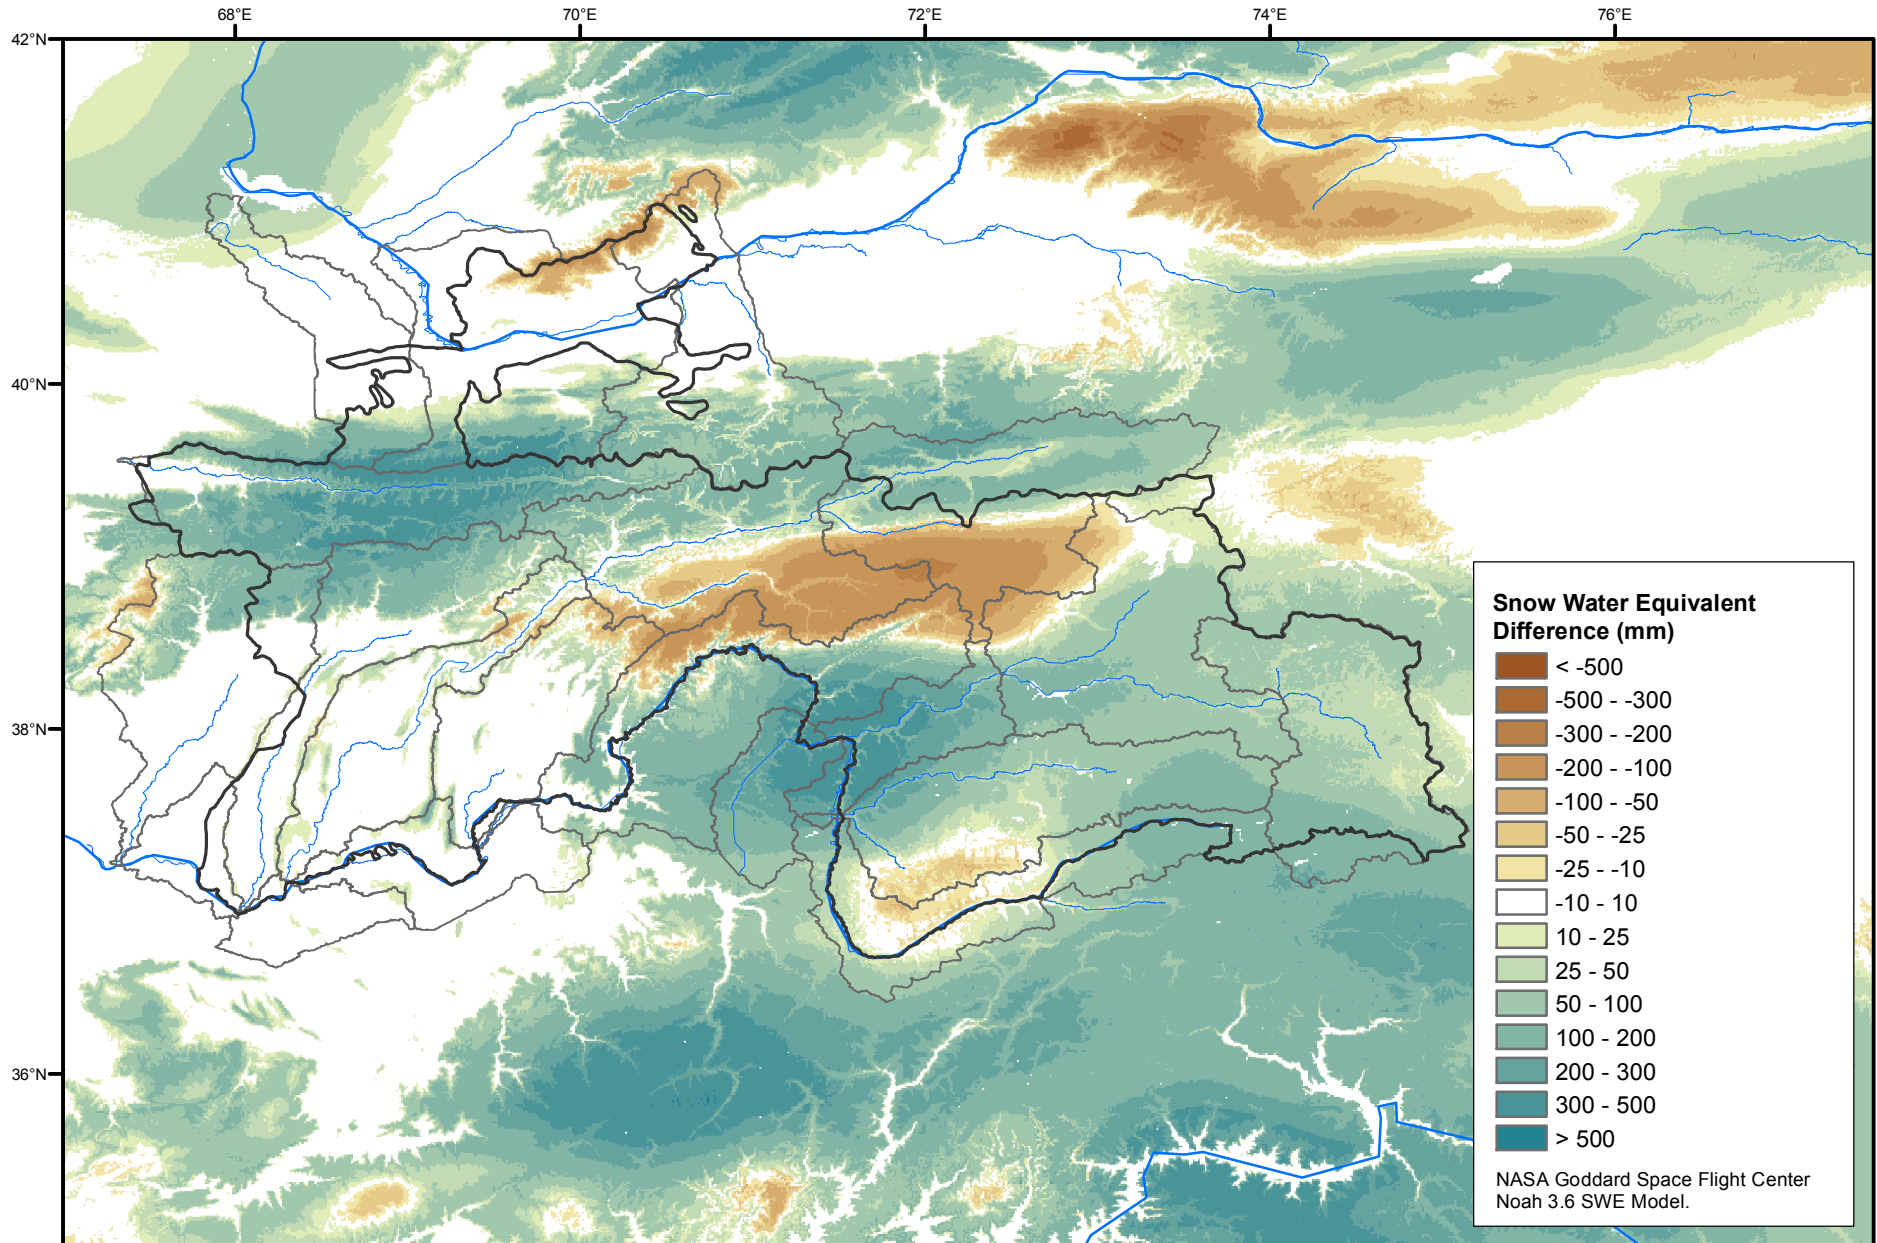 68°E 70°E 72°E 74°E 76°E
42°N
40°N
38°N
36°N
Snow Water Equivalent
Difference (mm)
< -500
-500 - -300
-300 - -200
-200 - -100
-100 - -50
-50 - -25
-25 - -10
-10 - 10
10 - 25
25 - 50
50 - 100
100 - 200
200 - 300
300 - 500
> 500
NASA Goddard Space Flight Center
Noah 3.6 SWE Model.